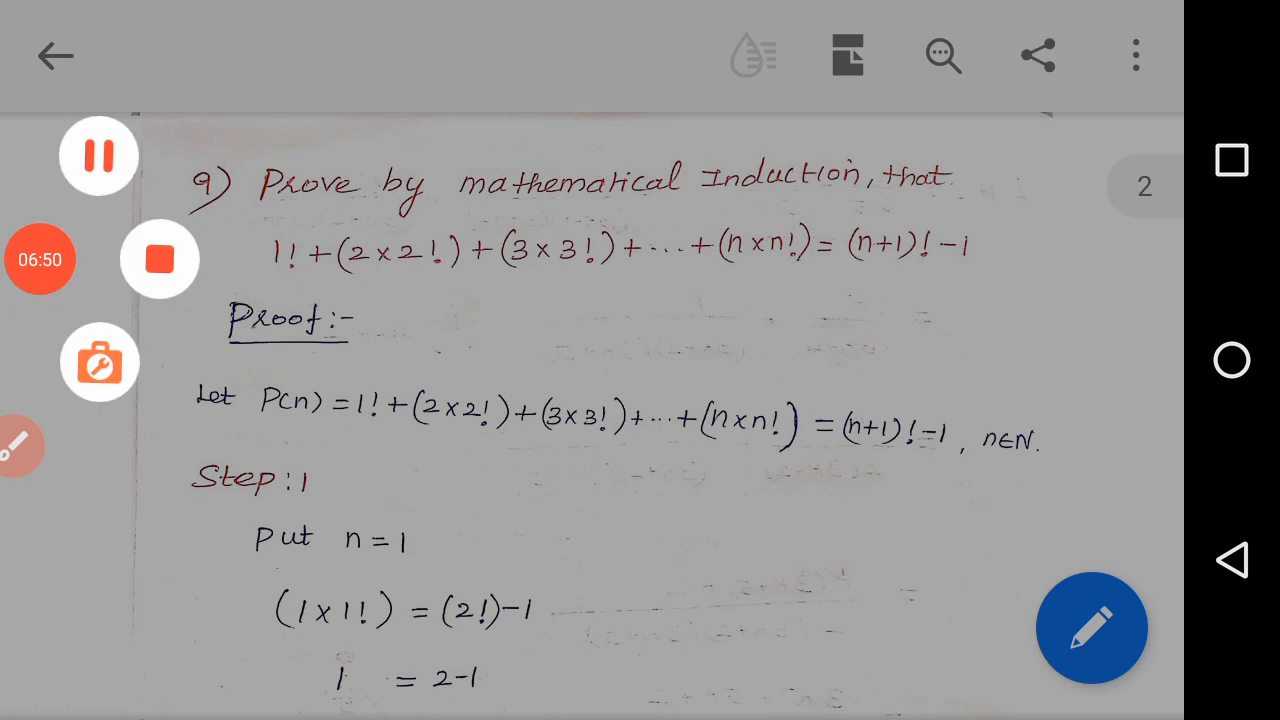 2
9) Prove by mathematical Induction, that
1! + (2 × 2!) + (3 × 3!) + ... + (n × n!) = (n+1)! - 1
06:50
Proof :-
Let P(n) = 1! + (2 × 2!) + (3 × 3!) + ... + (n × n!) = (n+1)! - 1, n∈N.
Step : 1
Put n = 1
(1 × 1!) = (2!) - 1
1 = 2-1